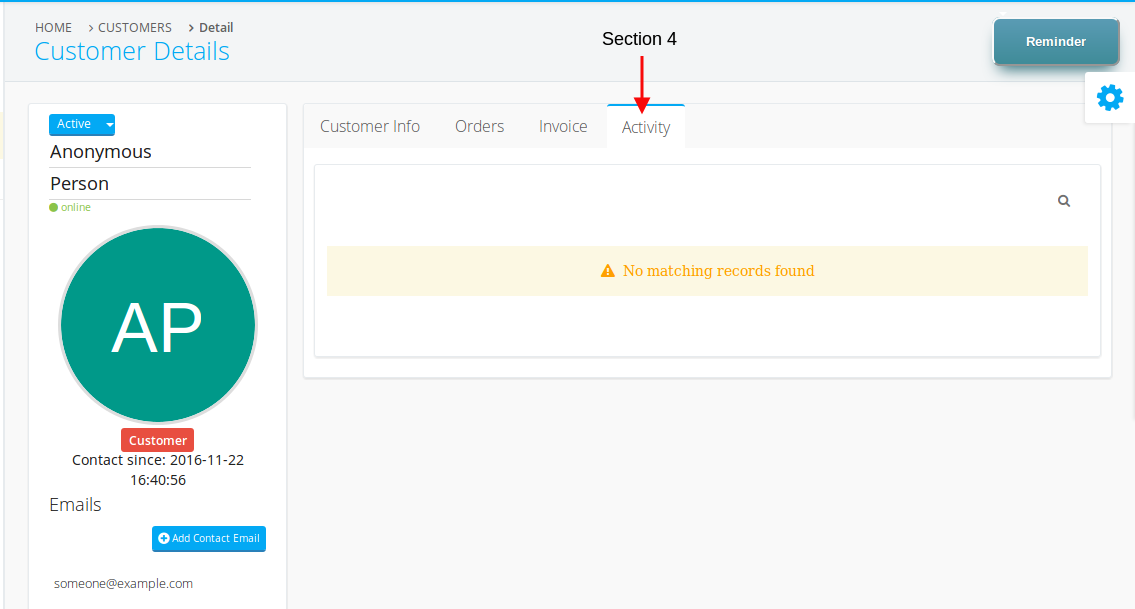 HOME > CUSTOMERS > Detail
Customer Details
Section 4
Reminder
Active
Anonymous
Person
online
AP
Customer
Contact since: 2016-11-22
16:40:56
Emails
Add Contact Email
someone@example.com
Customer Info Orders Invoice Activity
No matching records found